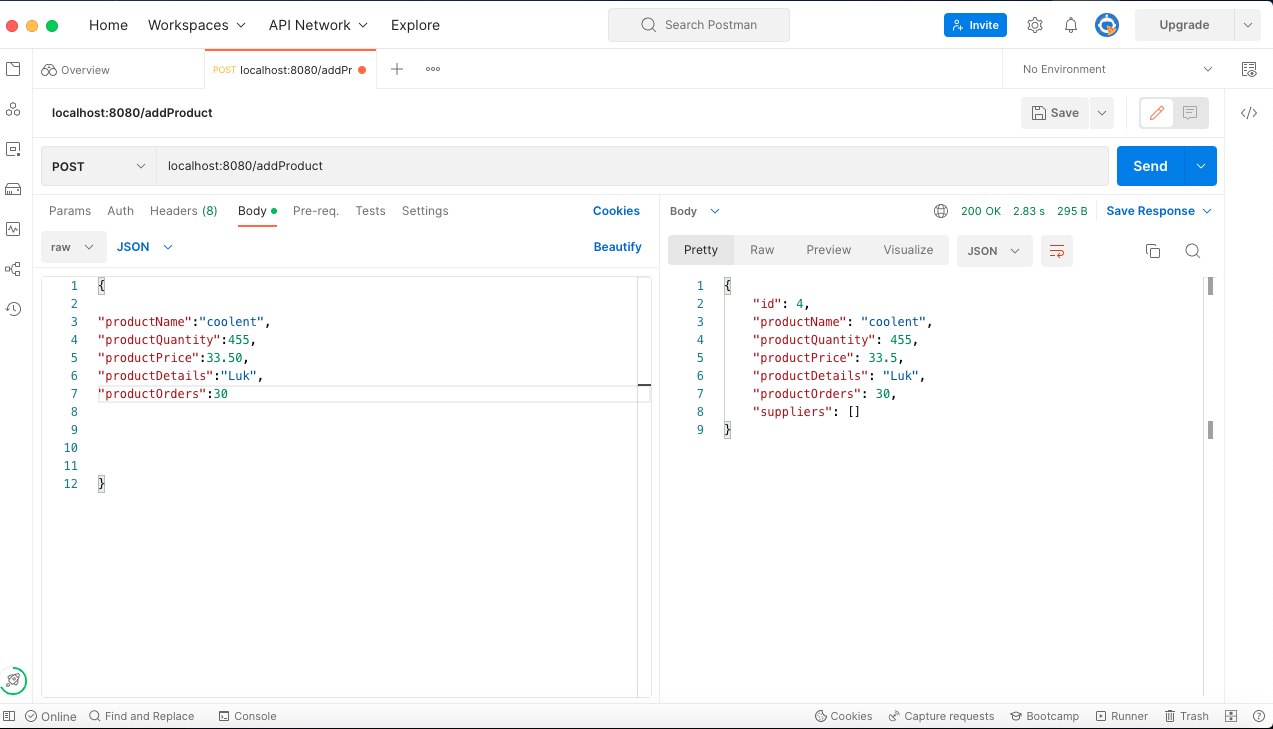 Home Workspaces API Network Explore Search Postman Invite Upgrade
Overview POST localhost:8080/addPr No Environment
localhost:8080/addProduct Save
POST localhost:8080/addProduct Send
Params Auth Headers (8) Body Pre-req. Tests Settings Cookies
raw JSON Beautify
1 {
2
3 "productName":"coolent",
4 "productQuantity":455,
5 "productPrice":33.50,
6 "productDetails":"Luk",
7 "productOrders":30
8
9
10
11
12 }
Body 200 OK 2.83 s 295 B Save Response
Pretty Raw Preview Visualize JSON
1 {
2 "id": 4,
3 "productName": "coolent",
4 "productQuantity": 455,
5 "productPrice": 33.5,
6 "productDetails": "Luk",
7 "productOrders": 30,
8 "suppliers": []
9 }
Online Find and Replace Console Cookies Capture requests Bootcamp Runner Trash